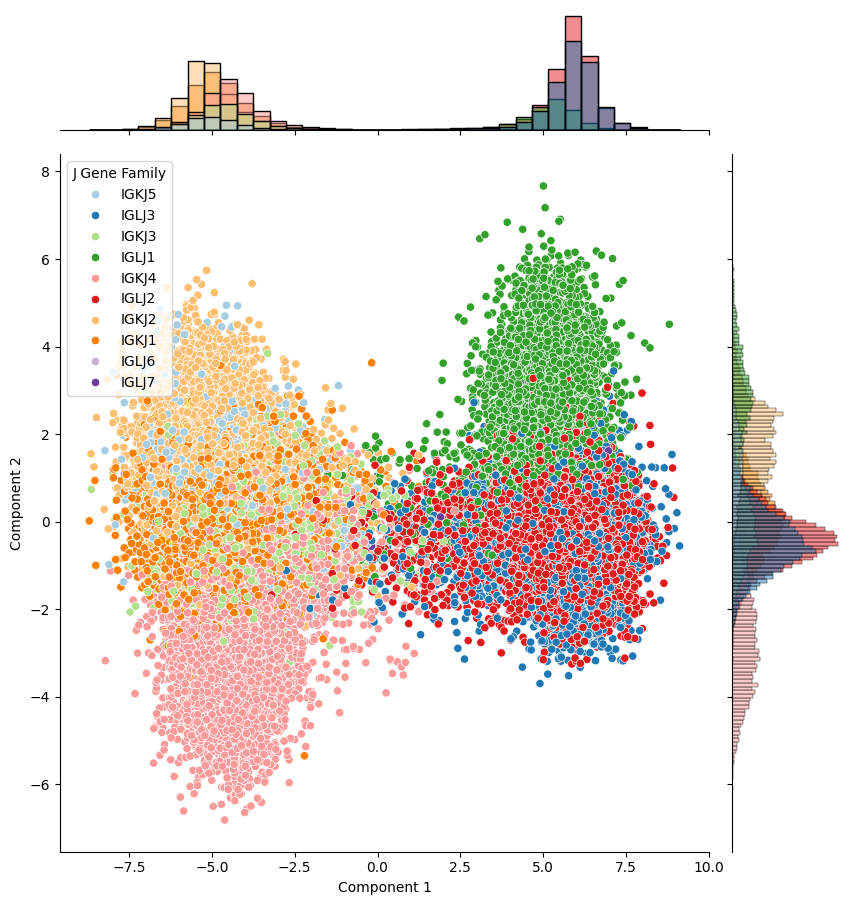 J Gene Family
IGKJ5
IGLJ3
IGKJ3
IGLJ1
IGKJ4
IGLJ2
IGKJ2
IGKJ1
IGLJ6
IGLJ7
8
6
4
2
0
−2
−4
−6
Component 2
−7.5 −5.0 −2.5 0.0 2.5 5.0 7.5 10.0
Component 1